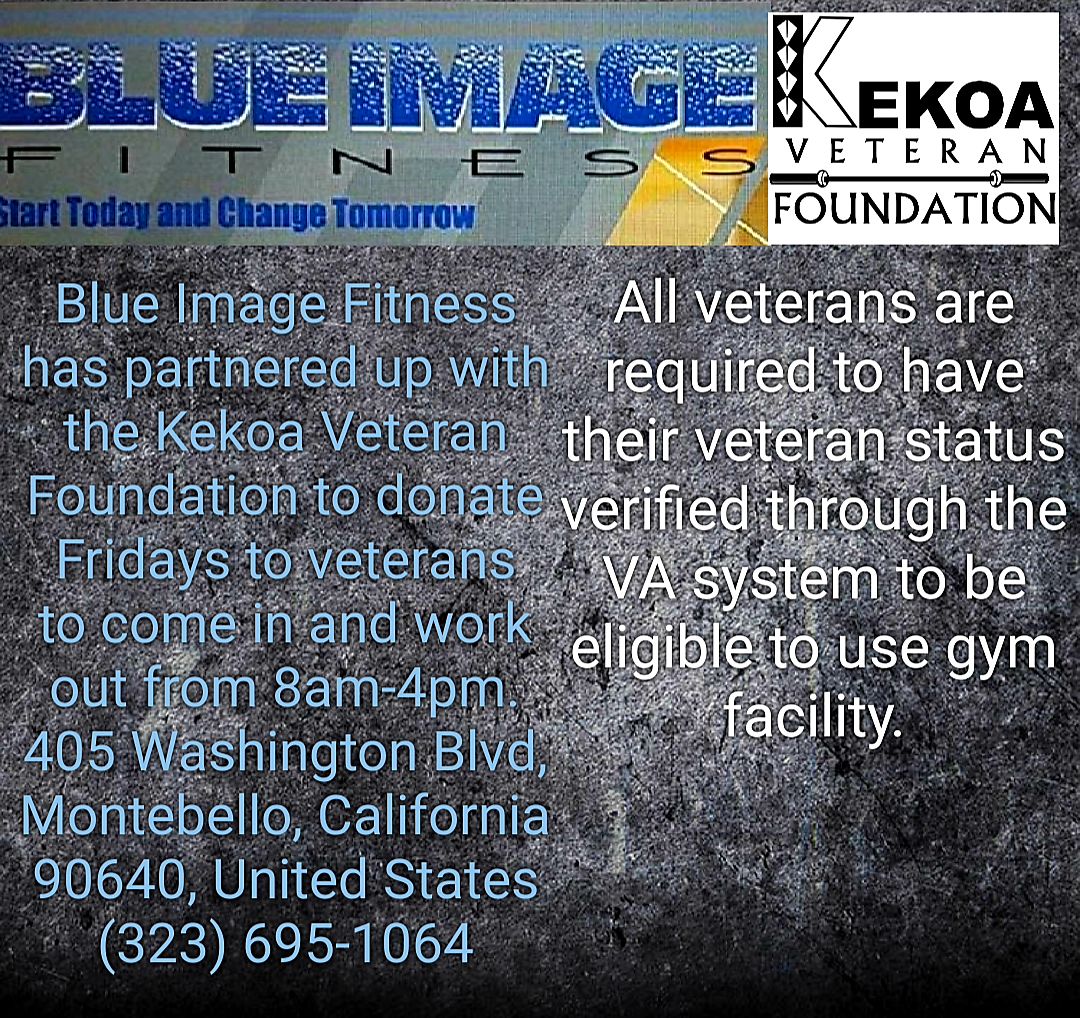 BLUE IMAGE
FITNESS
Start Today and Change Tomorrow
KEKOA
VETERAN
FOUNDATION
Blue Image Fitness
has partnered up with
the Kekoa Veteran
Foundation to donate
Fridays to veterans
to come in and work
out from 8am-4pm.
405 Washington Blvd,
Montebello, California
90640, United States
(323) 695-1064
All veterans are
required to have
their veteran status
verified through the
VA system to be
eligible to use gym
facility.